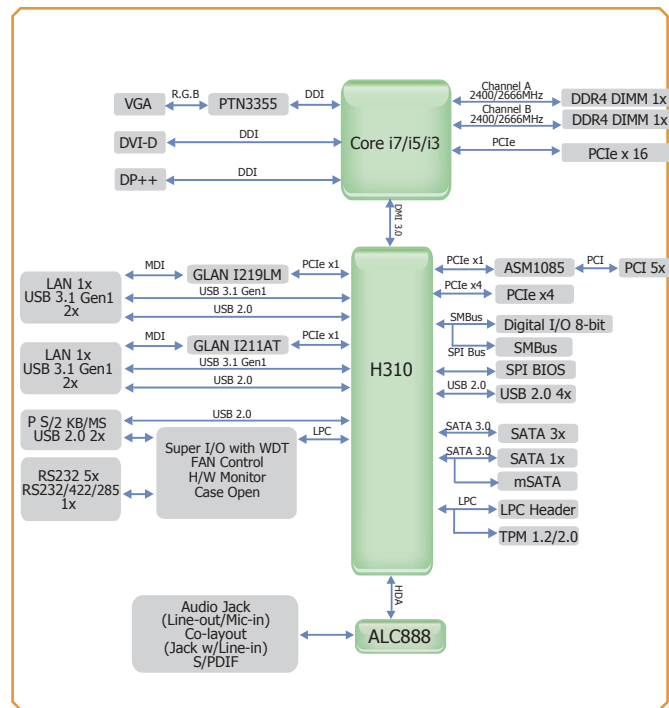 VGA
R.G.B
PTN3355
DDI
DVI-D
DDI
DP++
DDI
Core i7/i5/i3
Channel A
2400/2666MHz
DDR4 DIMM 1x
Channel B
2400/2666MHz
DDR4 DIMM 1x
PCIe
PCIe x 16
DMI 3.0
LAN 1x
USB 3.1 Gen1
2x
MDI
GLAN I219LM
PCIe x1
USB 3.1 Gen1
USB 2.0
LAN 1x
USB 3.1 Gen1
2x
MDI
GLAN I211AT
PCIe x1
USB 3.1 Gen1
USB 2.0
P S/2 KB/MS
USB 2.0 2x
USB 2.0
Super I/O with WDT
FAN Control
H/W Monitor
Case Open
LPC
RS232 5x
RS232/422/285
1x
H310
PCIe x1
ASM1085
PCI
PCI 5x
PCIe x4
PCIe x4
SMBus
Digital I/O 8-bit
SMBus
SPI Bus
SPI BIOS
USB 2.0
USB 2.0 4x
SATA 3.0
SATA 3x
SATA 3.0
SATA 1x
mSATA
LPC
LPC Header
TPM 1.2/2.0
HDA
Audio Jack
(Line-out/Mic-in)
Co-layout
(Jack w/Line-in)
S/PDIF
ALC888